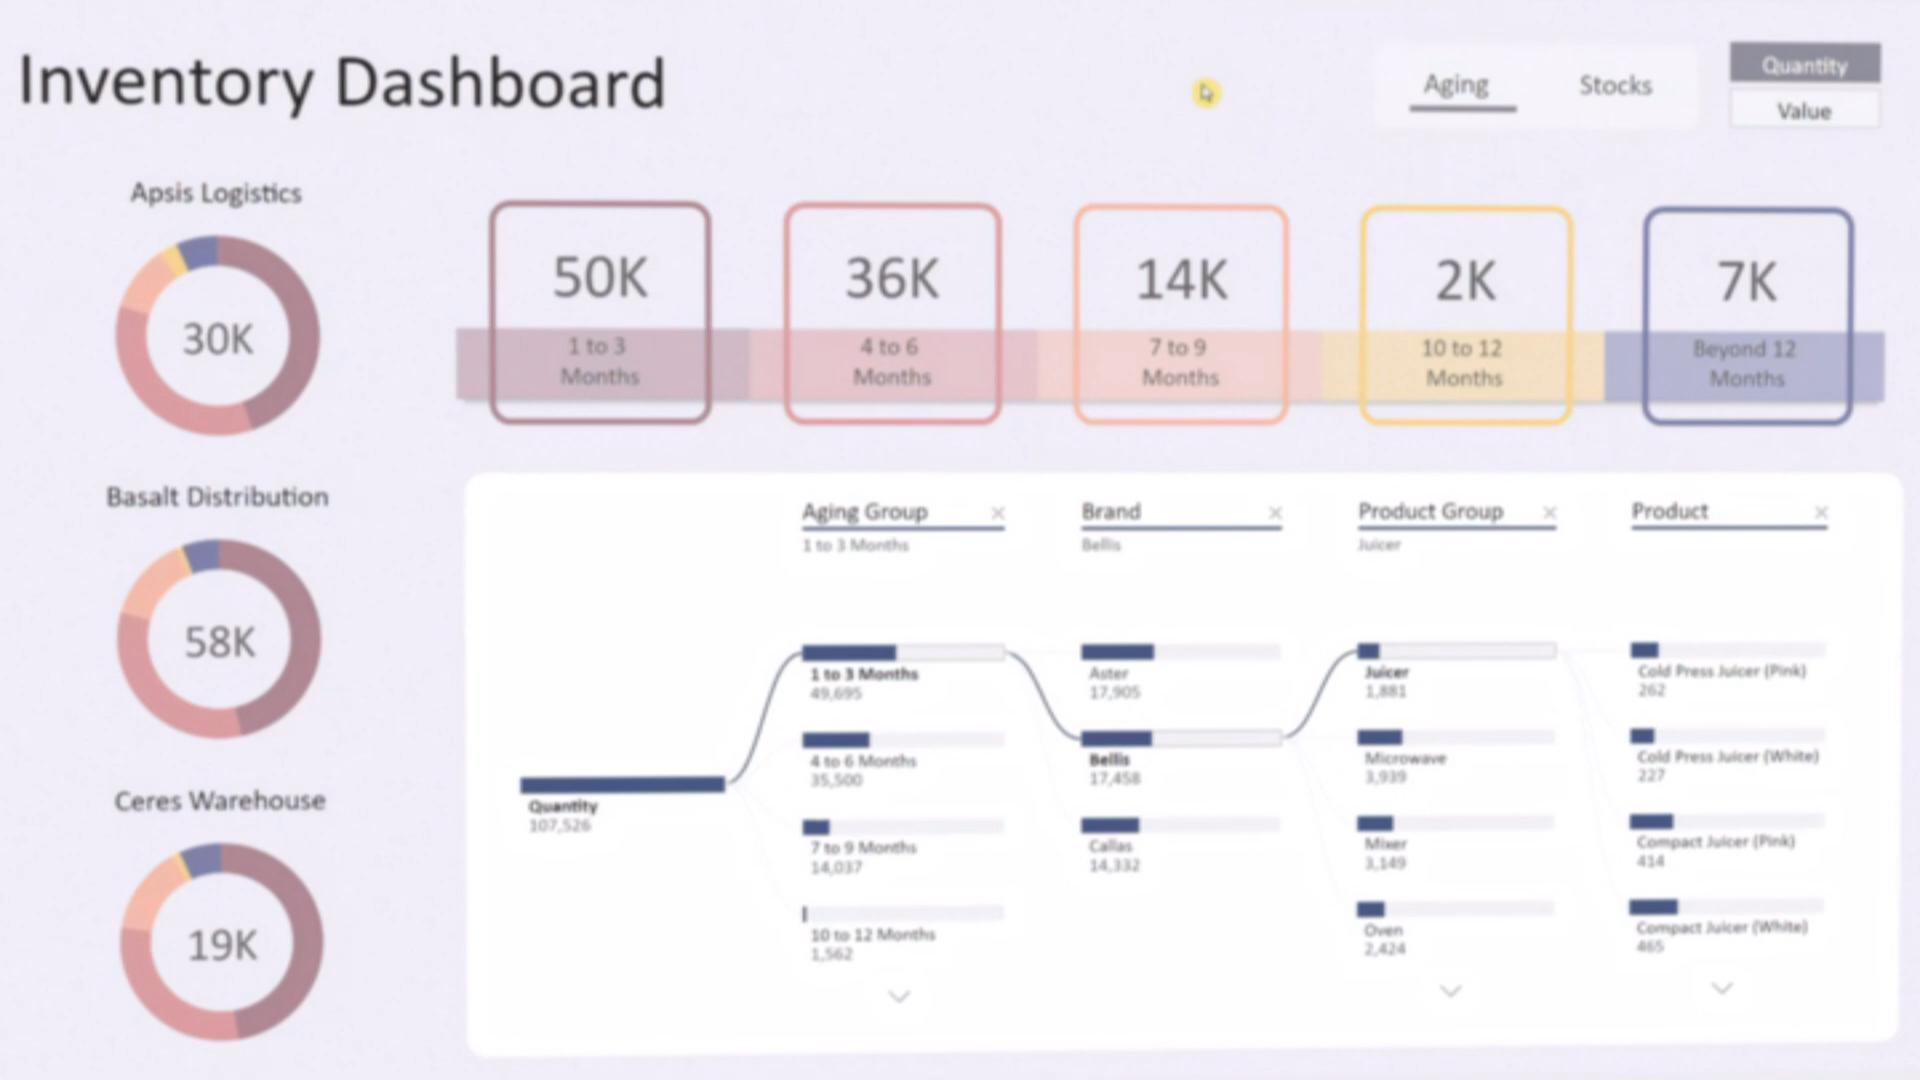 Inventory Dashboard
Aging
Stocks
Quantity
Value
Apsis Logistics
30K
Basalt Distribution
58K
Ceres Warehouse
19K
50K
1 to 3
Months
36K
4 to 6
Months
14K
7 to 9
Months
2K
10 to 12
Months
7K
Beyond 12
Months
Aging Group
1 to 3 Months
Brand
Bellis
Product Group
Juicer
Product
Quantity
107,526
1 to 3 Months
49,695
4 to 6 Months
35,500
7 to 9 Months
14,037
10 to 12 Months
1,562
Aster
17,905
Bellis
17,458
Callas
14,332
Juicer
1,881
Microwave
3,939
Mixer
3,149
Oven
2,424
Cold Press Juicer (Pink)
262
Cold Press Juicer (White)
227
Compact Juicer (Pink)
414
Compact Juicer (White)
465